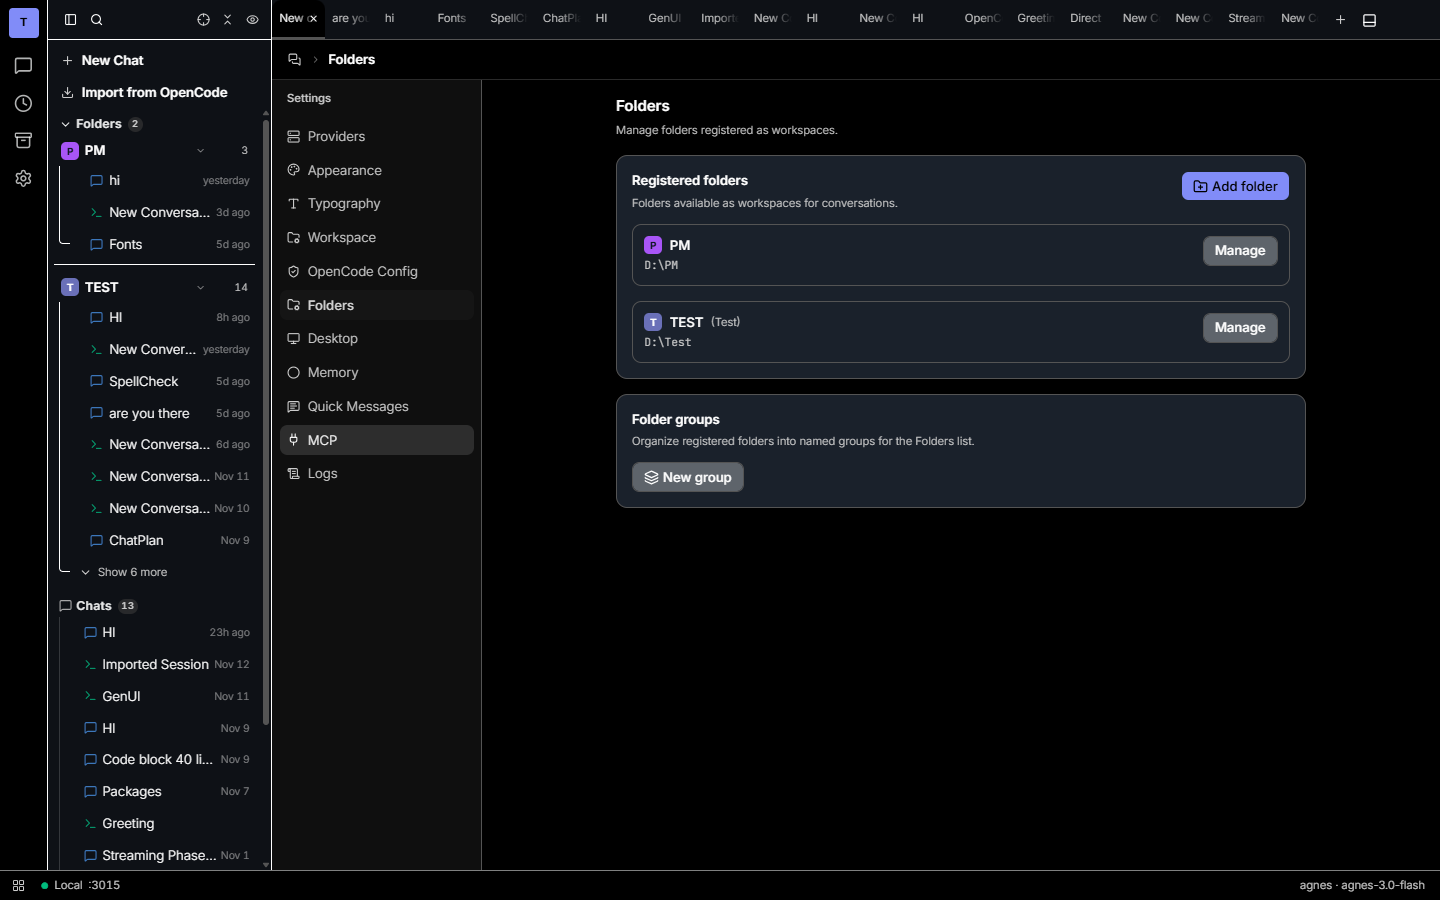 T
New Chat
Import from OpenCode
Folders 2
P PM 3
hi yesterday
New Conversa... 3d ago
Fonts 5d ago
T TEST 14
HI 8h ago
New Conver... yesterday
SpellCheck 5d ago
are you there 5d ago
New Conversa... 6d ago
New Conversa... Nov 11
New Conversa... Nov 10
ChatPlan Nov 9
Show 6 more
Chats 13
HI 23h ago
Imported Session Nov 12
GenUI Nov 11
HI Nov 9
Code block 40 li... Nov 9
Packages Nov 7
Greeting
Streaming Phase... Nov 1
New are you hi Fonts SpellC ChatPl HI GenUI Import New C HI New C HI OpenC Greetin Direct New C New C Stream New C
Folders
Settings
Providers
Appearance
Typography
Workspace
OpenCode Config
Folders
Desktop
Memory
Quick Messages
MCP
Logs
Folders
Manage folders registered as workspaces.
Registered folders
Folders available as workspaces for conversations.
Add folder
P PM
D:\PM
Manage
T TEST (Test)
D:\Test
Manage
Folder groups
Organize registered folders into named groups for the Folders list.
New group
Local :3015
agnes · agnes-3.0-flash